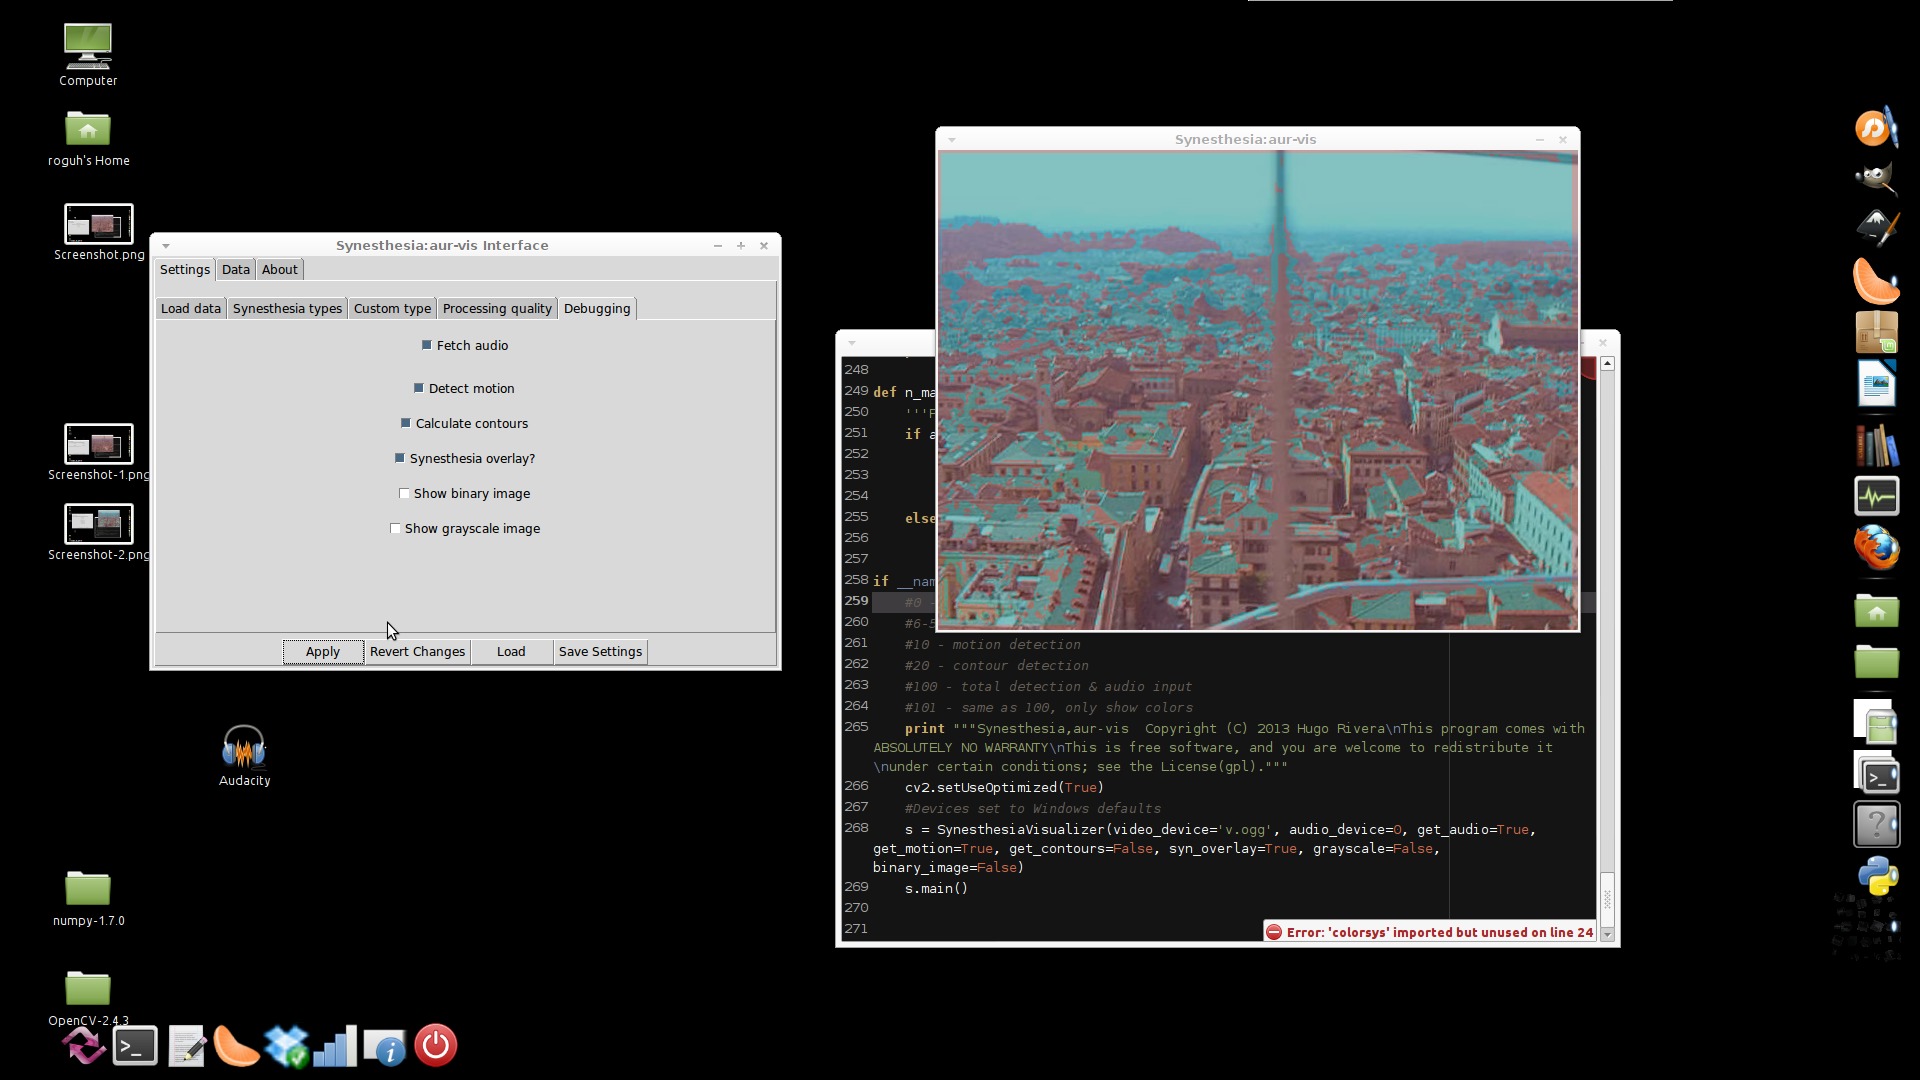 Computer
roguh's Home
Screenshot.png
Screenshot-1.png
Screenshot-2.png
Synesthesia:aur-vis Interface
Settings Data About
Load data Synesthesia types Custom type Processing quality Debugging
Fetch audio
Detect motion
Calculate contours
Synesthesia overlay?
Show binary image
Show grayscale image
Apply Revert Changes Load Save Settings
Audacity
numpy-1.7.0
OpenCV-2.4.3
Synesthesia:aur-vis
248
249 def n_ma
250 '''F
251 if a
252
253
254
255 else
256
257
258 if __nam
259 #0 -
260 #6-5
261 #10 - motion detection
262 #20 - contour detection
263 #100 - total detection & audio input
264 #101 - same as 100, only show colors
265 print """Synesthesia,aur-vis  Copyright (C) 2013 Hugo Rivera\nThis program comes with
ABSOLUTELY NO WARRANTY\nThis is free software, and you are welcome to redistribute it
\nunder certain conditions; see the License(gpl)."""
266 cv2.setUseOptimized(True)
267 #Devices set to Windows defaults
268 s = SynesthesiaVisualizer(video_device='v.ogg', audio_device=0, get_audio=True,
get_motion=True, get_contours=False, syn_overlay=True, grayscale=False,
binary_image=False)
269 s.main()
270
271
Error: 'colorsys' imported but unused on line 24